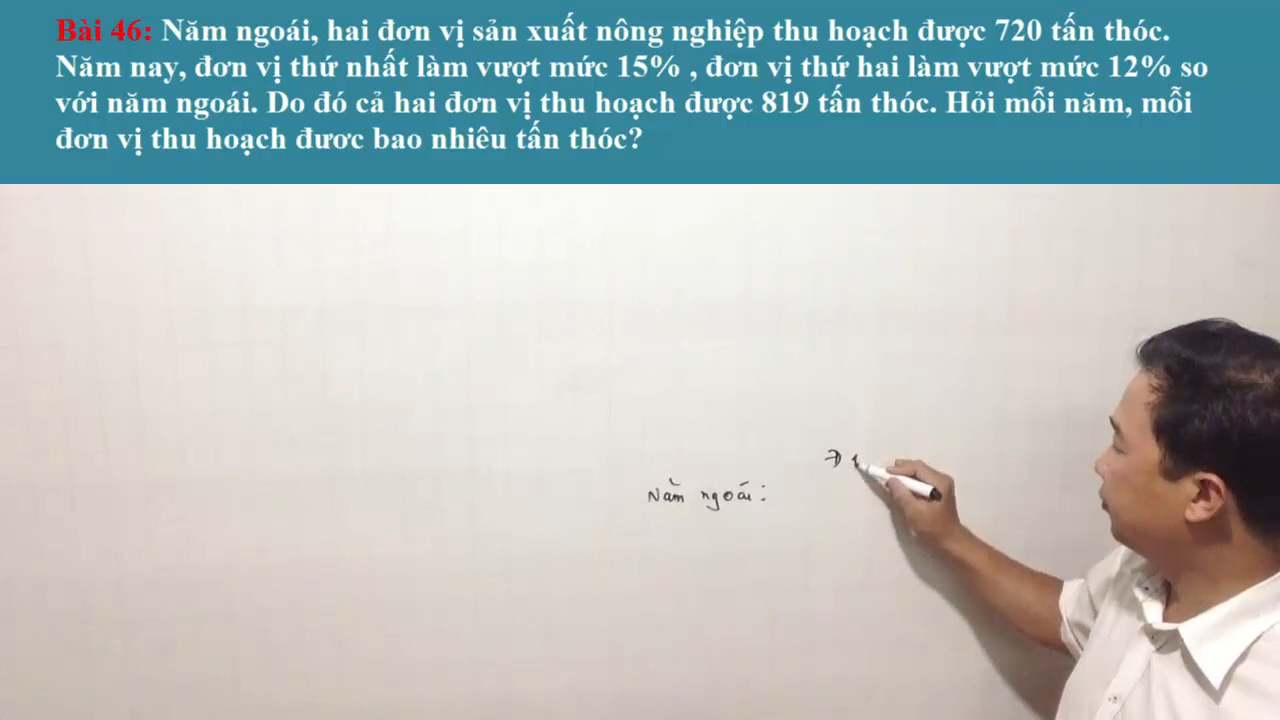 Bài 46: Năm ngoái, hai đơn vị sản xuất nông nghiệp thu hoạch được 720 tấn thóc.
Năm nay, đơn vị thứ nhất làm vượt mức 15% , đơn vị thứ hai làm vượt mức 12% so
với năm ngoái. Do đó cả hai đơn vị thu hoạch được 819 tấn thóc. Hỏi mỗi năm, mỗi
đơn vị thu hoạch đươc bao nhiêu tấn thóc?
Đ 1
Năm ngoái: